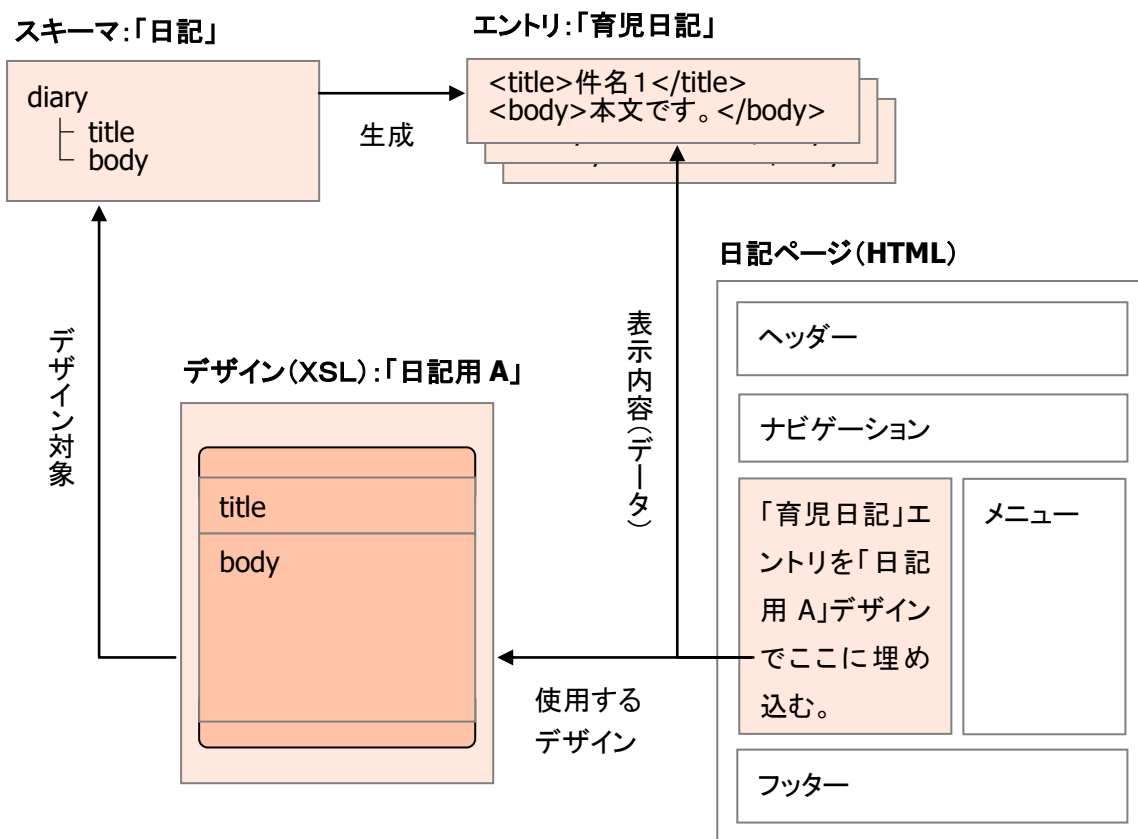 スキーマ：「日記」
diary
title
body
生成
エントリ：「育児日記」
<title>件名１</title>
<body>本文です。</body>
デザイン対象
デザイン（ＸＳＬ）：「日記用 A」
title
body
表示内容（データ）
使用する
デザイン
日記ページ（HTML）
ヘッダー
ナビゲーション
「育児日記」エ
ントリを「日記
用 A」デザイン
でここに埋め
込む。
メニュー
フッター